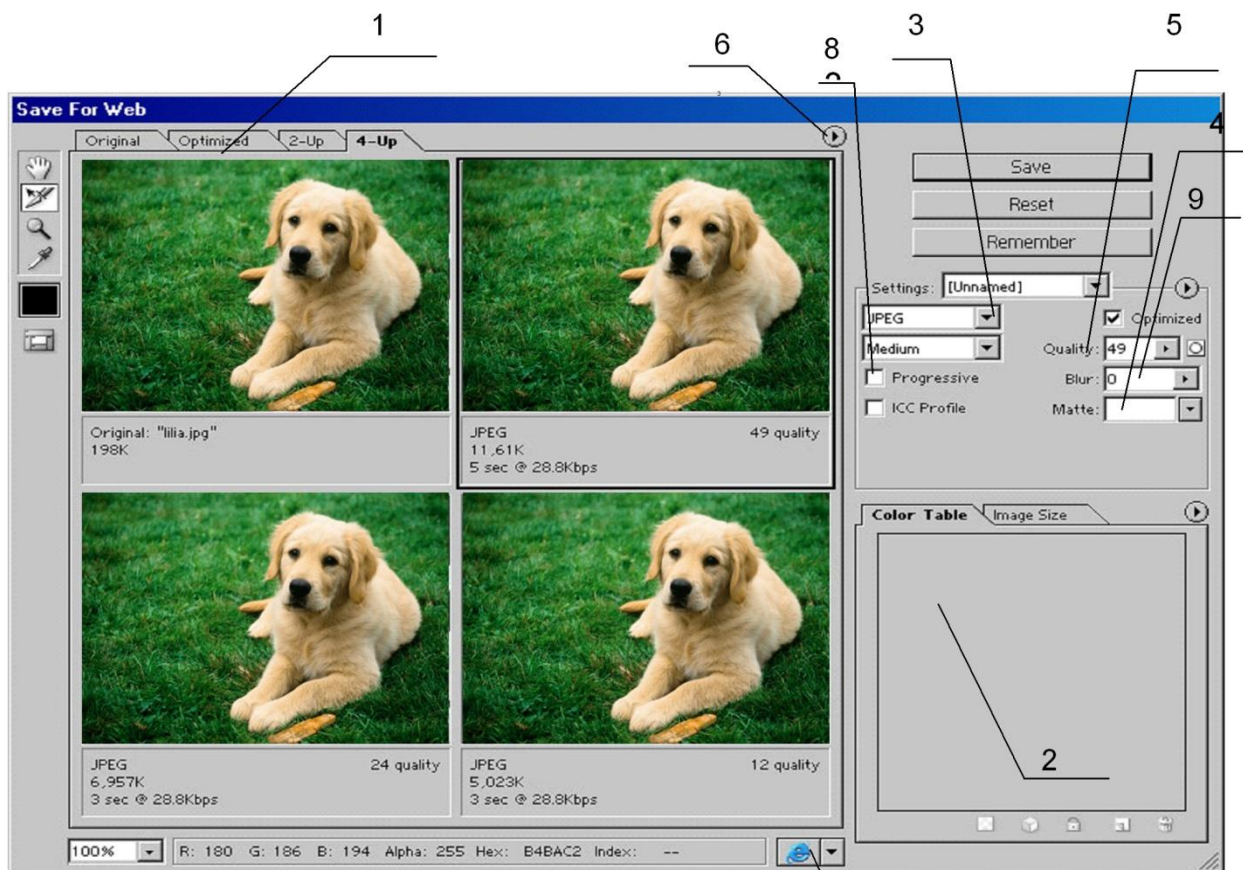 1
6
8
3
5
Save For Web
4
Original
Optimized
2-Up
4-Up
Save
Reset
9
Remember
Settings: [Unnamed]
JPEG
Optimized
Medium
Quality: 49
Progressive
Blur: 0
ICC Profile
Matte:
Original: "lilia.jpg"
198K
JPEG 49 quality
11,61K
5 sec @ 28.8Kbps
Color Table
Image Size
2
JPEG 24 quality
6,957K
3 sec @ 28.8Kbps
JPEG 12 quality
5,023K
3 sec @ 28.8Kbps
100%
R: 180 G: 186 B: 194 Alpha: 255 Hex: B4BAC2 Index: --